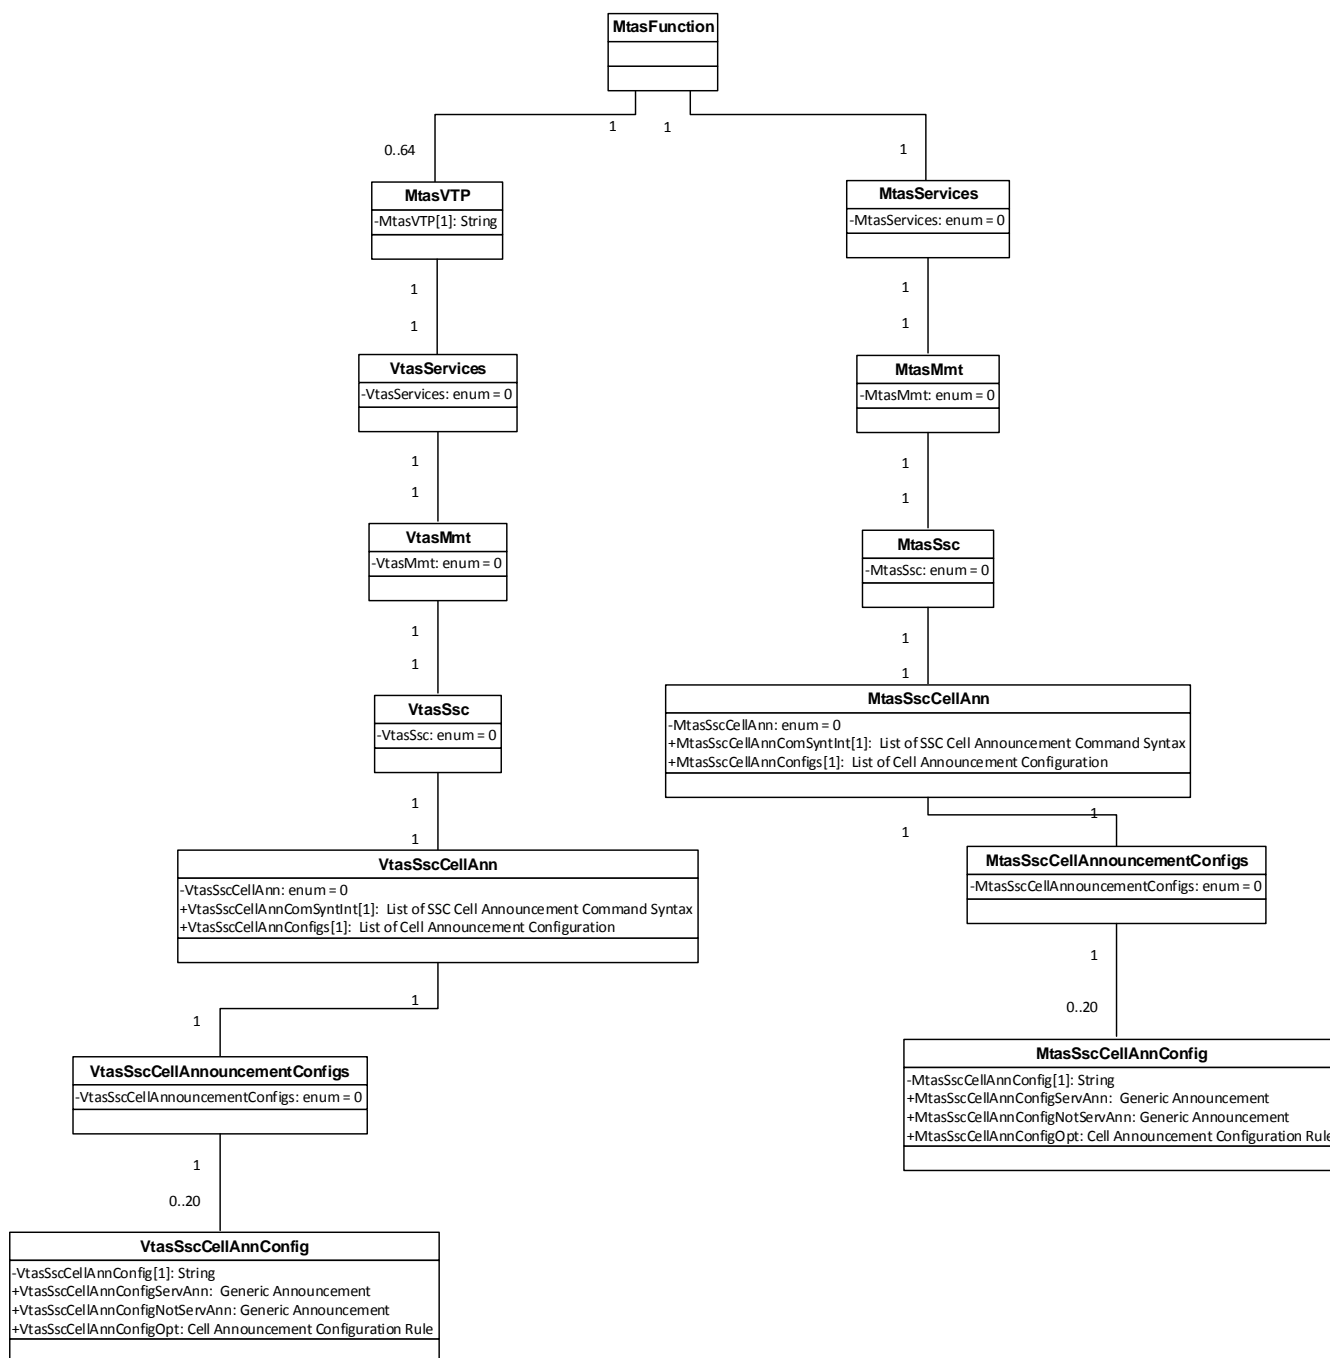 MtasFunction
1
1
0..64
1
MtasVTP
-MtasVTP[1]: String
MtasServices
-MtasServices: enum = 0
1
1
1
1
VtasServices
-VtasServices: enum = 0
MtasMmt
-MtasMmt: enum = 0
1
1
1
1
VtasMmt
-VtasMmt: enum = 0
MtasSsc
-MtasSsc: enum = 0
1
1
1
1
VtasSsc
-VtasSsc: enum = 0
MtasSscCellAnn
-MtasSscCellAnn: enum = 0
+MtasSscCellAnnComSyntInt[1]: List of SSC Cell Announcement Command Syntax
+MtasSscCellAnnConfigs[1]: List of Cell Announcement Configuration
1
1
1
1
VtasSscCellAnn
-VtasSscCellAnn: enum = 0
+VtasSscCellAnnComSyntInt[1]: List of SSC Cell Announcement Command Syntax
+VtasSscCellAnnConfigs[1]: List of Cell Announcement Configuration
MtasSscCellAnnouncementConfigs
-MtasSscCellAnnouncementConfigs: enum = 0
1
1
1
0..20
VtasSscCellAnnouncementConfigs
-VtasSscCellAnnouncementConfigs: enum = 0
MtasSscCellAnnConfig
-MtasSscCellAnnConfig[1]: String
+MtasSscCellAnnConfigServAnn: Generic Announcement
+MtasSscCellAnnConfigNotServAnn: Generic Announcement
+MtasSscCellAnnConfigOpt: Cell Announcement Configuration Rule
1
0..20
VtasSscCellAnnConfig
-VtasSscCellAnnConfig[1]: String
+VtasSscCellAnnConfigServAnn: Generic Announcement
+VtasSscCellAnnConfigNotServAnn: Generic Announcement
+VtasSscCellAnnConfigOpt: Cell Announcement Configuration Rule